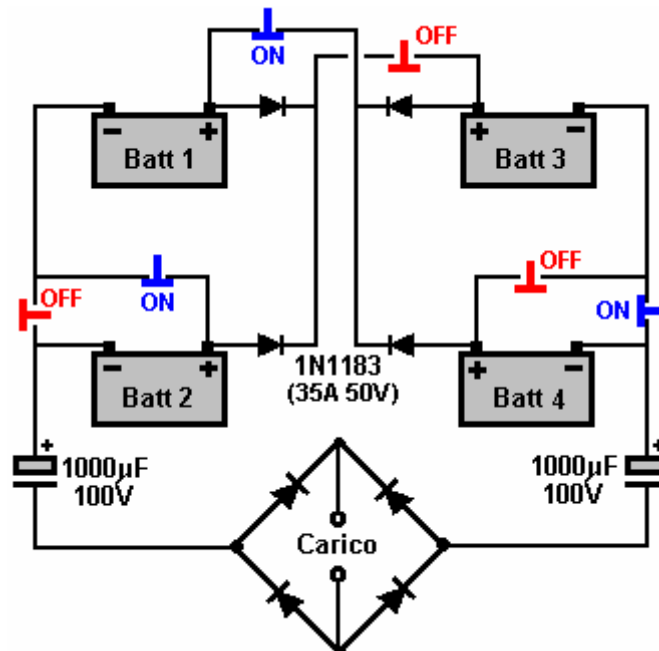 ON
OFF
- +
Batt 1
+ -
Batt 3
OFF
ON
OFF
ON
- +
Batt 2
1N1183
(35A 50V)
+ -
Batt 4
+
1000µF
100V
+
1000µF
100V
Carico